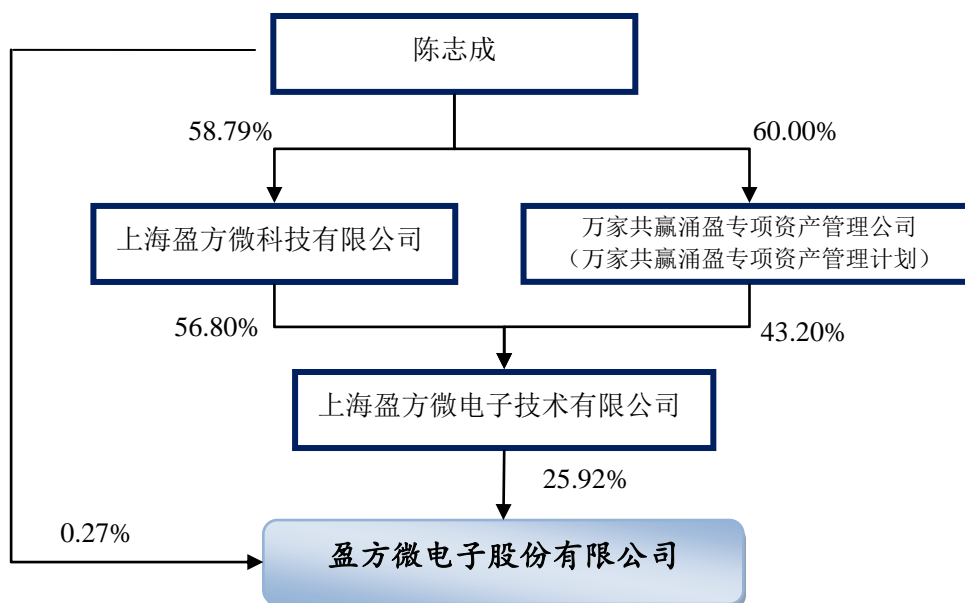 陈志成
58.79%
60.00%
上海盈方微科技有限公司
万家共赢涌盈专项资产管理公司
（万家共赢涌盈专项资产管理计划）
56.80%
43.20%
上海盈方微电子技术有限公司
25.92%
0.27%
盈方微电子股份有限公司